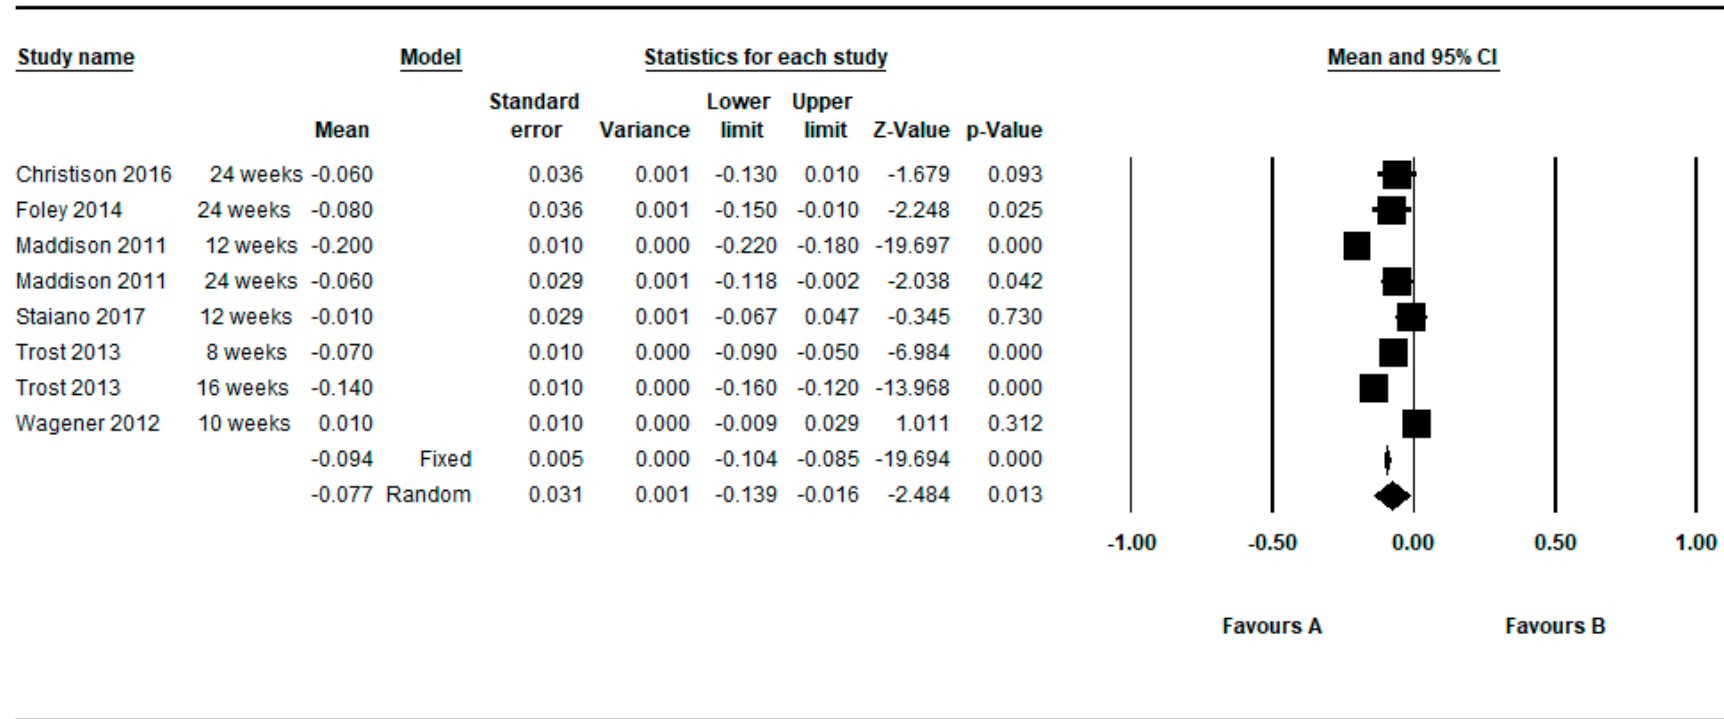 Study name Model Statistics for each study Mean and 95% CI
Standard Lower Upper
Mean error Variance limit limit Z-Value p-Value
Christison 2016 24 weeks -0.060 0.036 0.001 -0.130 0.010 -1.679 0.093
Foley 2014 24 weeks -0.080 0.036 0.001 -0.150 -0.010 -2.248 0.025
Maddison 2011 12 weeks -0.200 0.010 0.000 -0.220 -0.180 -19.697 0.000
Maddison 2011 24 weeks -0.060 0.029 0.001 -0.118 -0.002 -2.038 0.042
Staiano 2017 12 weeks -0.010 0.029 0.001 -0.067 0.047 -0.345 0.730
Trost 2013 8 weeks -0.070 0.010 0.000 -0.090 -0.050 -6.984 0.000
Trost 2013 16 weeks -0.140 0.010 0.000 -0.160 -0.120 -13.968 0.000
Wagener 2012 10 weeks 0.010 0.010 0.000 -0.009 0.029 1.011 0.312
-0.094 Fixed 0.005 0.000 -0.104 -0.085 -19.694 0.000
-0.077 Random 0.031 0.001 -0.139 -0.016 -2.484 0.013
-1.00 -0.50 0.00 0.50 1.00
Favours A Favours B